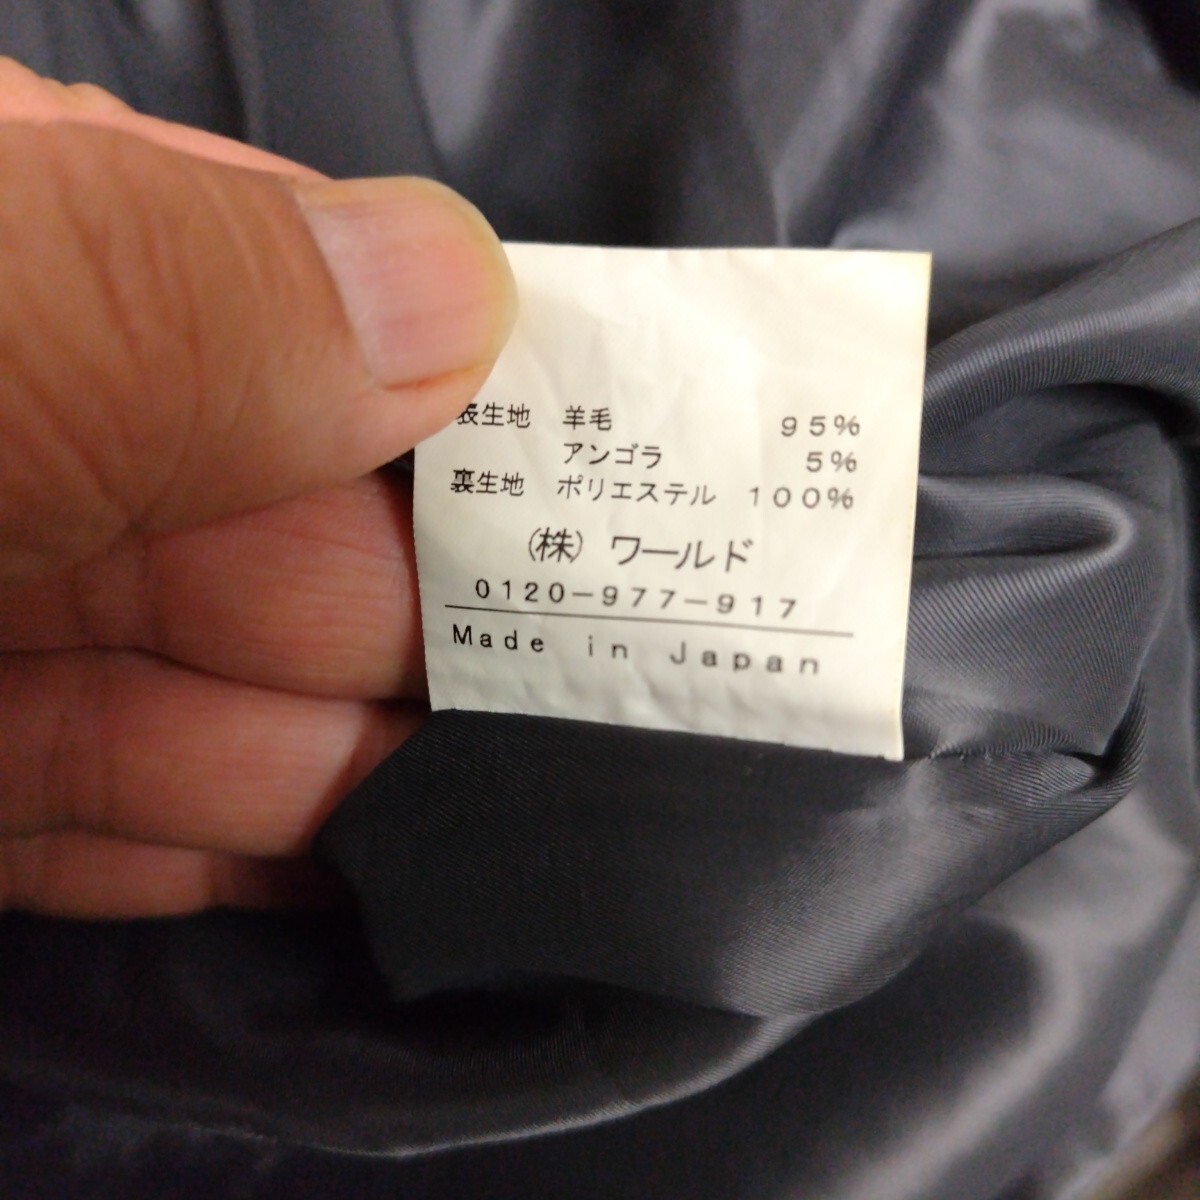 表生地 羊毛 95%
アンゴラ 5%
裏生地 ポリエステル 100%
(株) ワールド
0120-977-917
Made in Japan